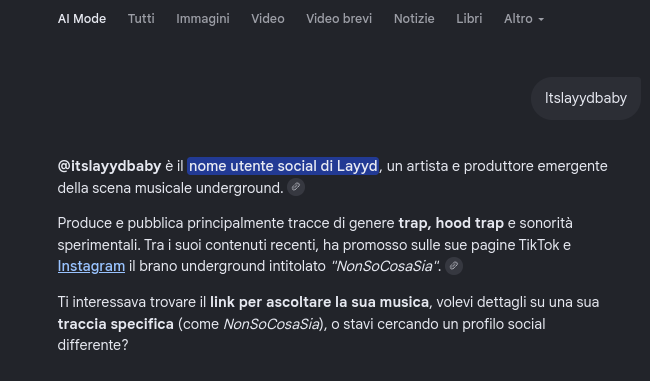 AI Mode Tutti Immagini Video Video brevi Notizie Libri Altro
Itslayydbaby
@itslayydbaby è il nome utente social di Layyd, un artista e produttore emergente
della scena musicale underground.
Produce e pubblica principalmente tracce di genere trap, hood trap e sonorità
sperimentali. Tra i suoi contenuti recenti, ha promosso sulle sue pagine TikTok e
Instagram il brano underground intitolato "NonSoCosaSia".
Ti interessava trovare il link per ascoltare la sua musica, volevi dettagli su una sua
traccia specifica (come NonSoCosaSia), o stavi cercando un profilo social
differente?